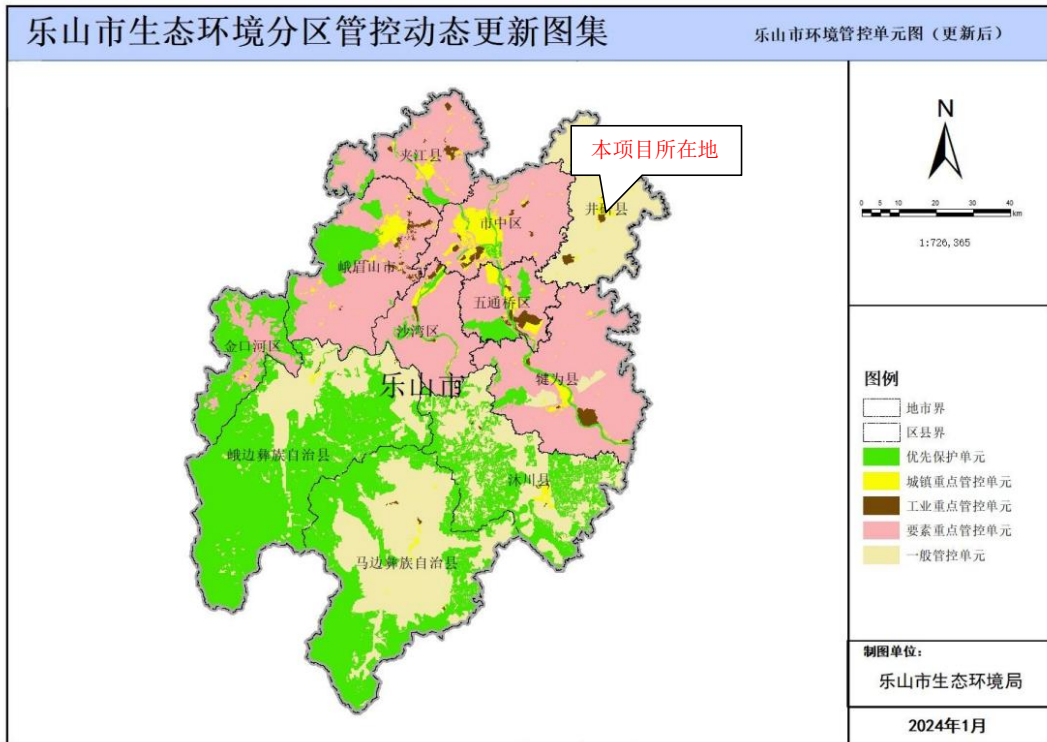 乐山市生态环境分区管控动态更新图集
乐山市环境管控单元图（更新后）
N
0 5 10 20 30 40
km
1:726,365
本项目所在地
夹江县
井研县
市中区
峨眉山市
五通桥区
沙湾区
金口河区
乐山市
犍为县
峨边彝族自治县
沐川县
马边彝族自治县
图例
地市界
区县界
优先保护单元
城镇重点管控单元
工业重点管控单元
要素重点管控单元
一般管控单元
制图单位：
乐山市生态环境局
2024年1月